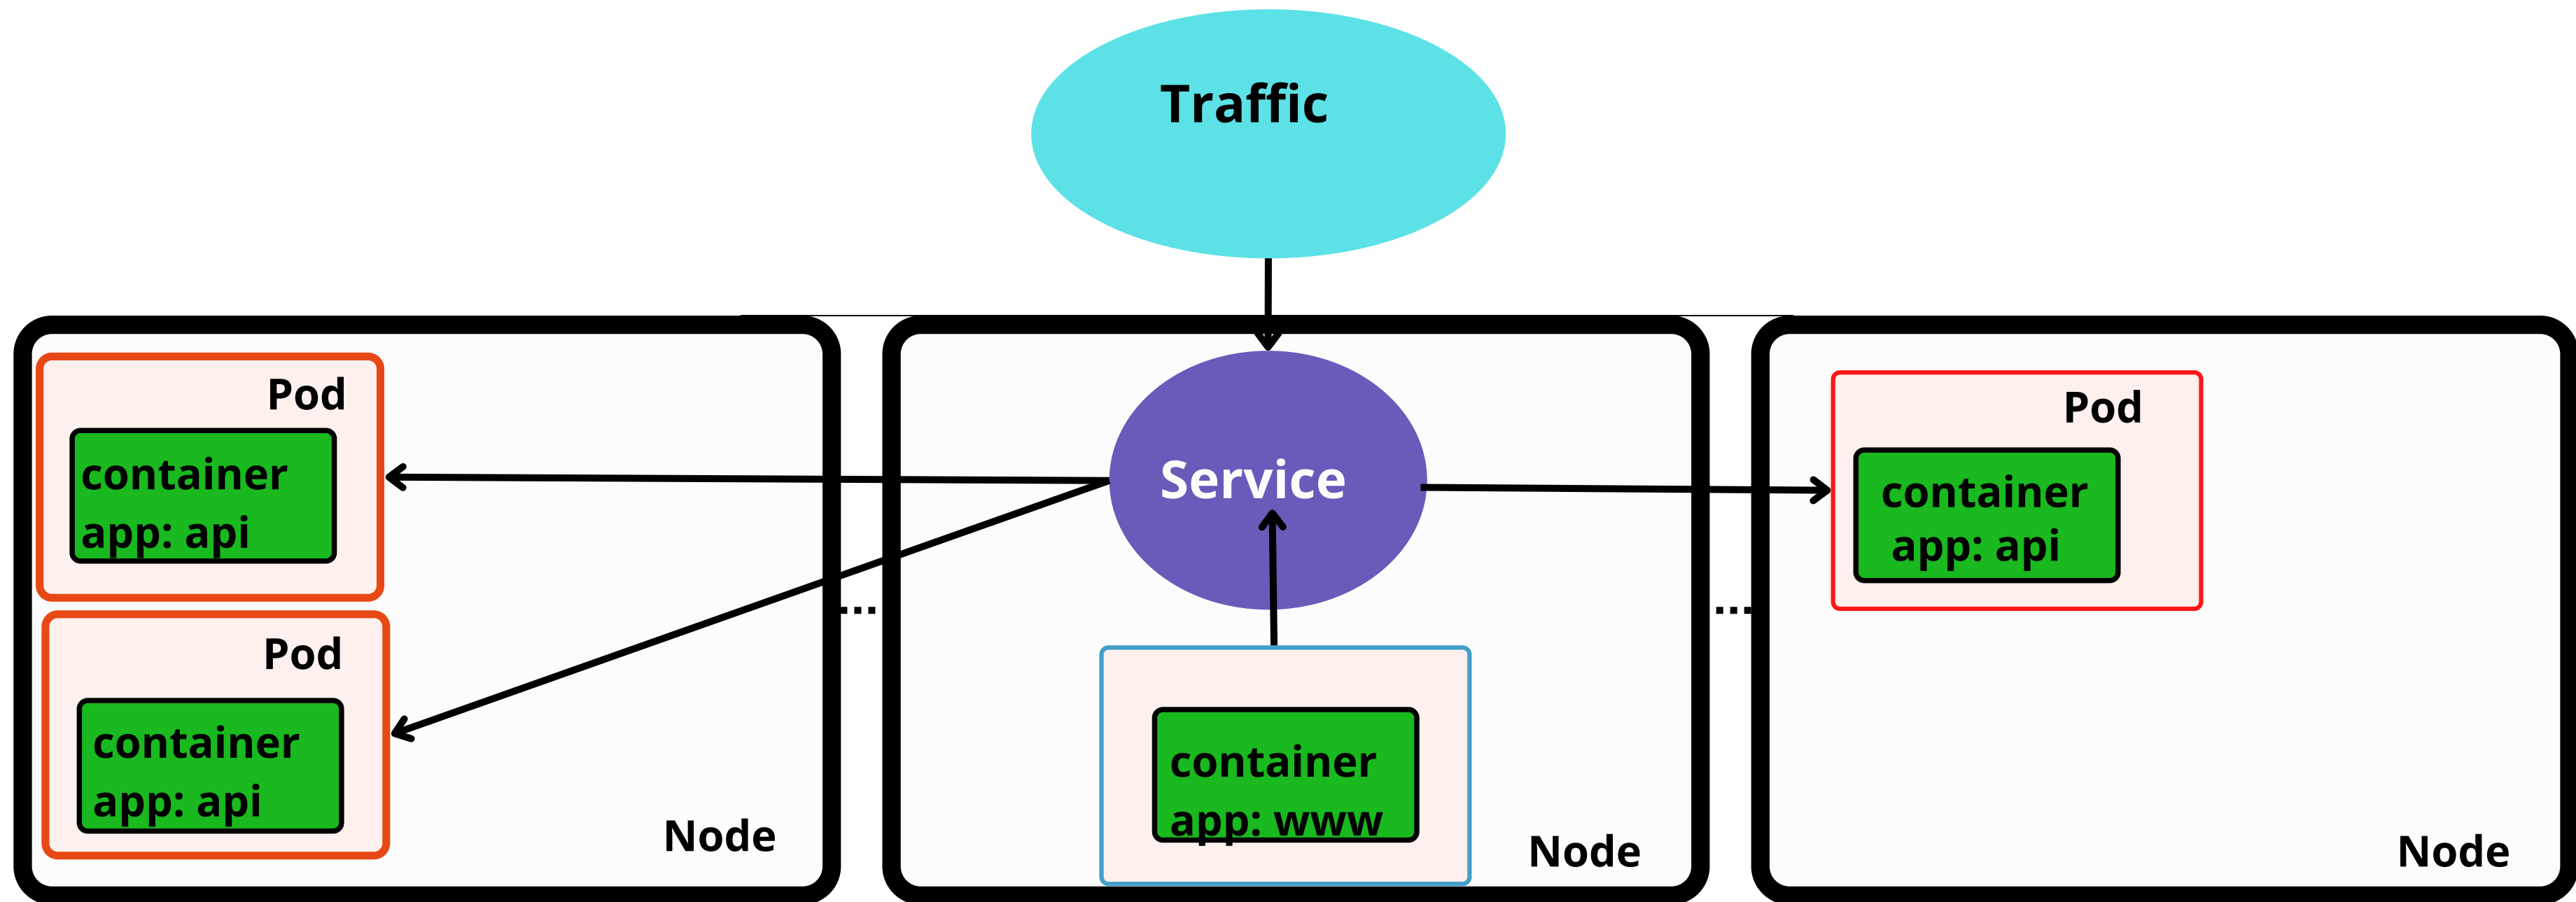 Traffic
Pod
container
app: api
Pod
container
app: api
Node
...
Service
container
app: www
Node
...
Pod
container
app: api
Node